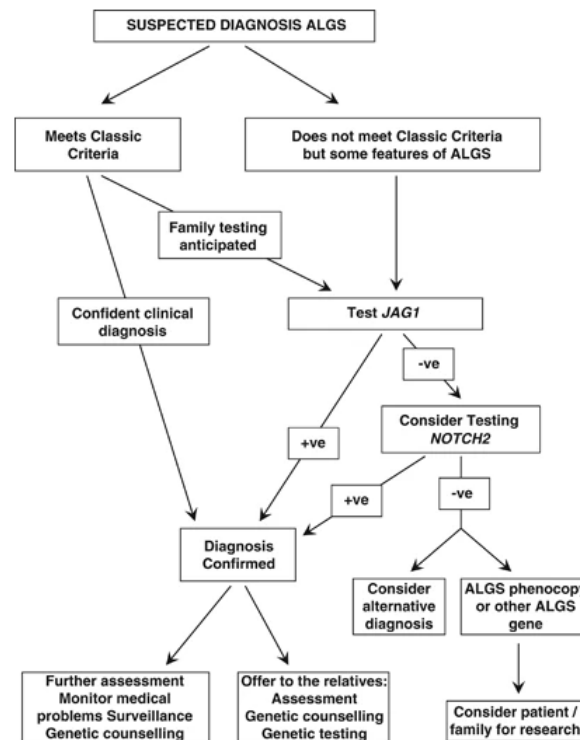 SUSPECTED DIAGNOSIS ALGS
Meets Classic
Criteria
Does not meet Classic Criteria
but some features of ALGS
Family testing
anticipated
Confident clinical
diagnosis
Test JAG1
-ve
+ve
Consider Testing
NOTCH2
+ve
-ve
Diagnosis
Confirmed
Consider
alternative
diagnosis
ALGS phenocopy
or other ALGS
gene
Further assessment
Monitor medical
problems Surveillance
Genetic counselling
Offer to the relatives:
Assessment
Genetic counselling
Genetic testing
Consider patient /
family for research